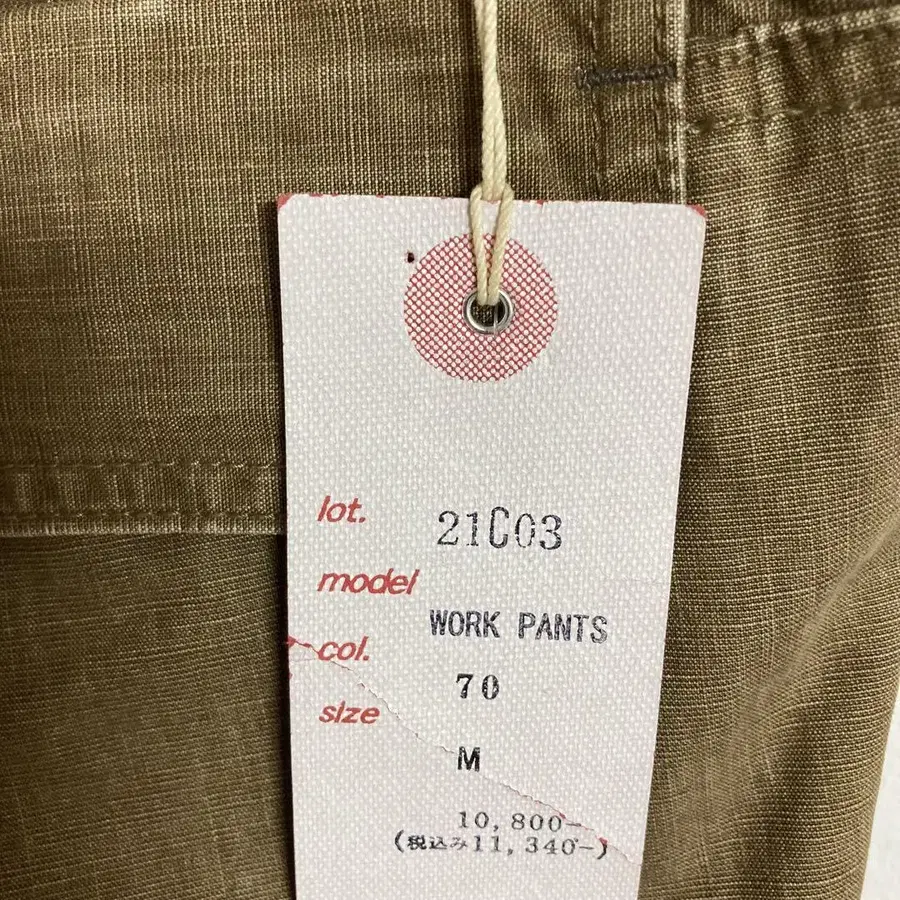 lot. 21C03
model WORK PANTS
col. 70
size M
10,800-
(税込み11,340-)